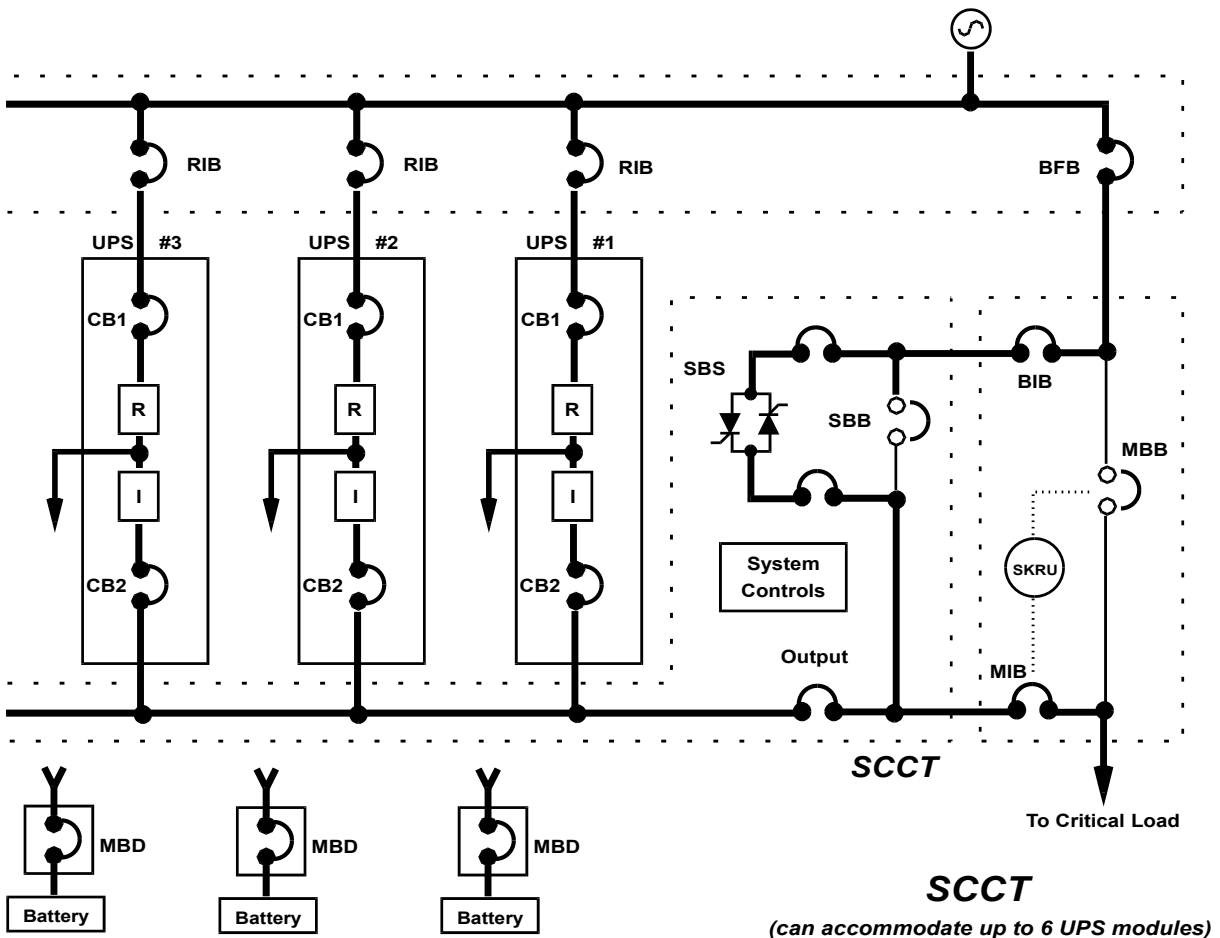 RIB
RIB
RIB
BFB
UPS #3
UPS #2
UPS #1
CB1
CB1
CB1
SBS
BIB
R
R
R
SBB
MBB
I
I
I
System
Controls
SKRU
CB2
CB2
CB2
Output
MIB
SCCT
To Critical Load
MBD
MBD
MBD
Battery
Battery
Battery
SCCT
(can accommodate up to 6 UPS modules)